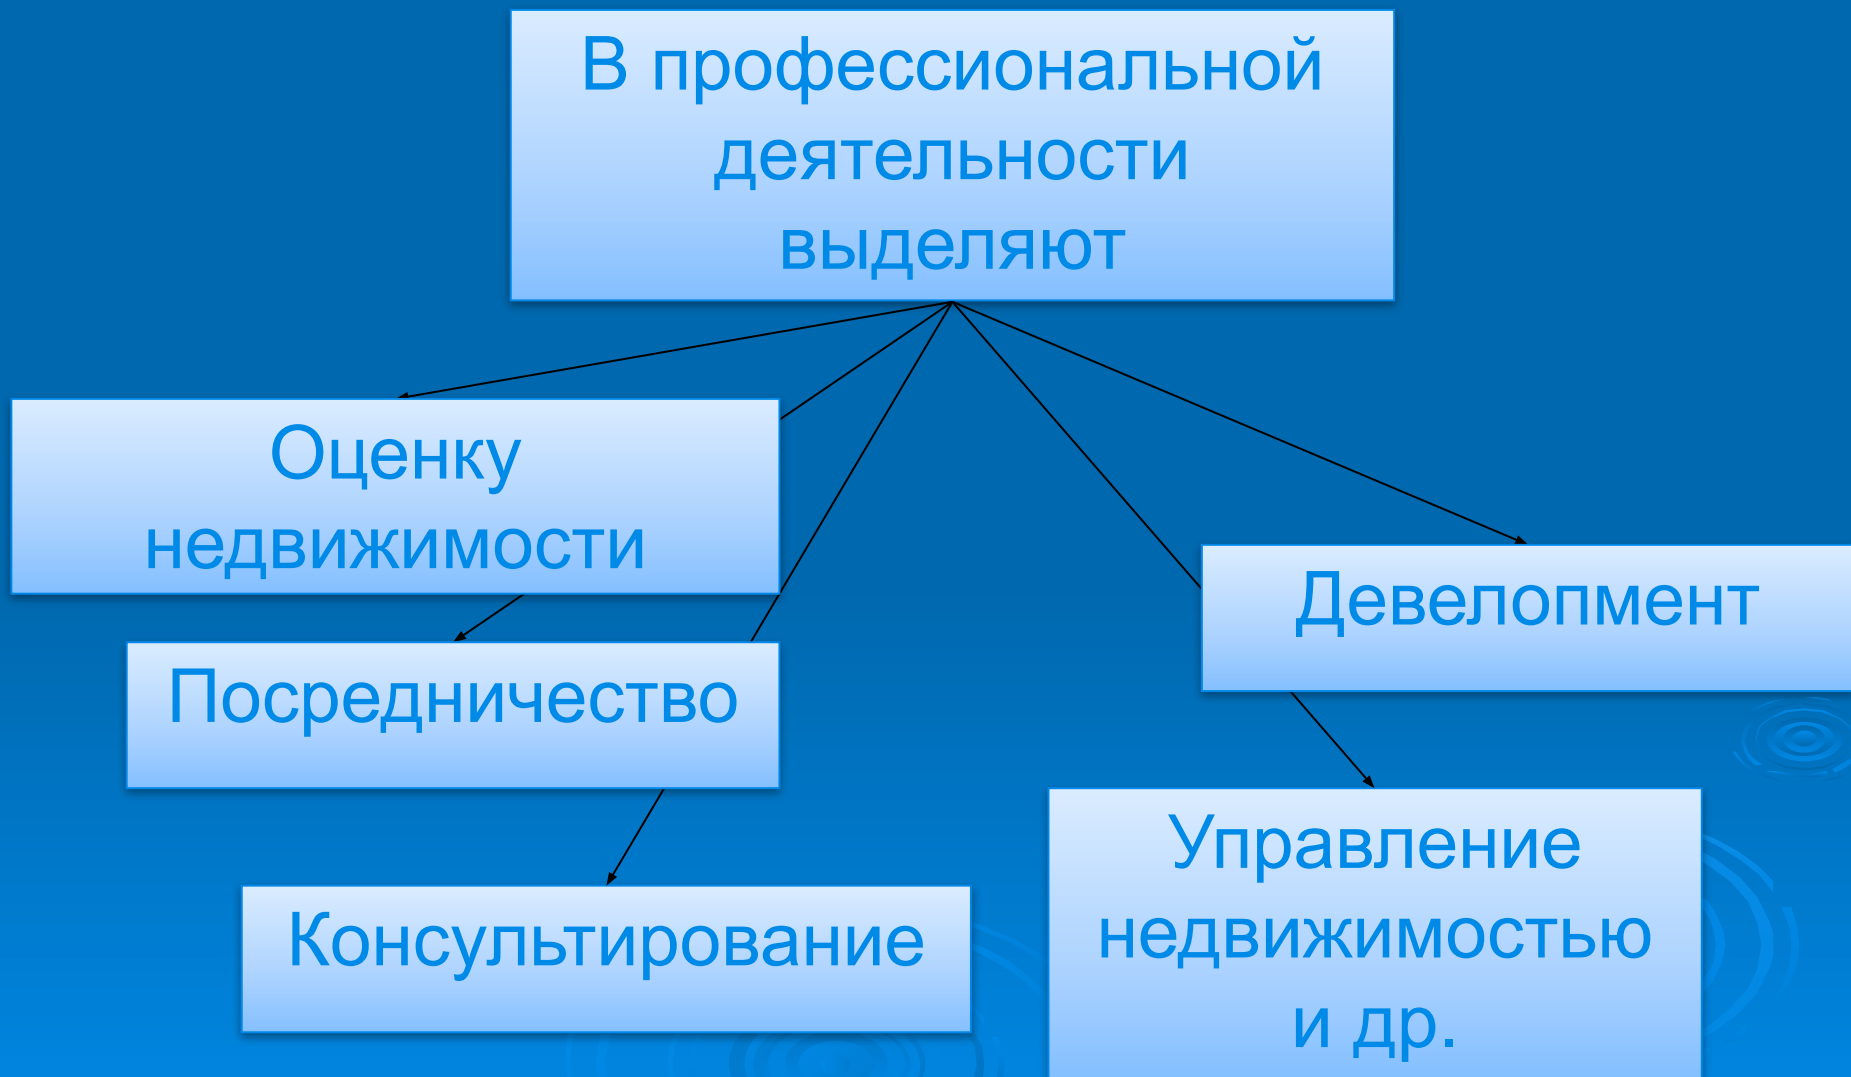 В профессиональной
деятельности
выделяют
Оценку
недвижимости
Девелопмент
Посредничество
Управление
недвижимостью
и др.
Консультирование